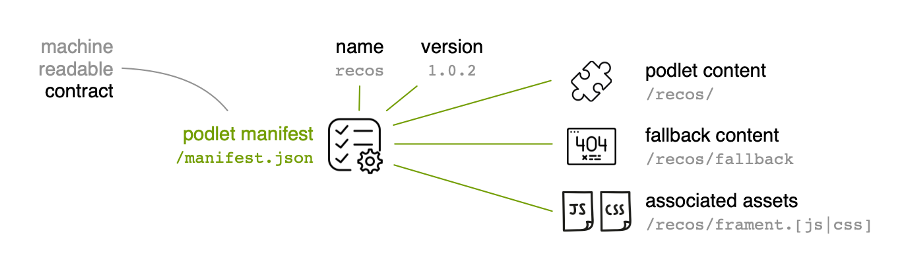 machine
readable
contract
name
recos
version
1.0.2
podlet manifest
/manifest.json
podlet content
/recos/
404
fallback content
/recos/fallback
JS
CSS
associated assets
/recos/frament.[js|css]